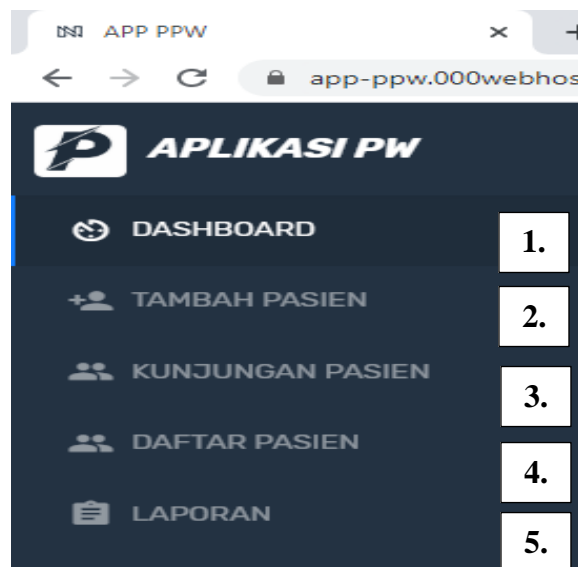 APP PPW
app-ppw.000webhos
APLIKASI PW
DASHBOARD
1.
TAMBAH PASIEN
2.
KUNJUNGAN PASIEN
3.
DAFTAR PASIEN
4.
LAPORAN
5.